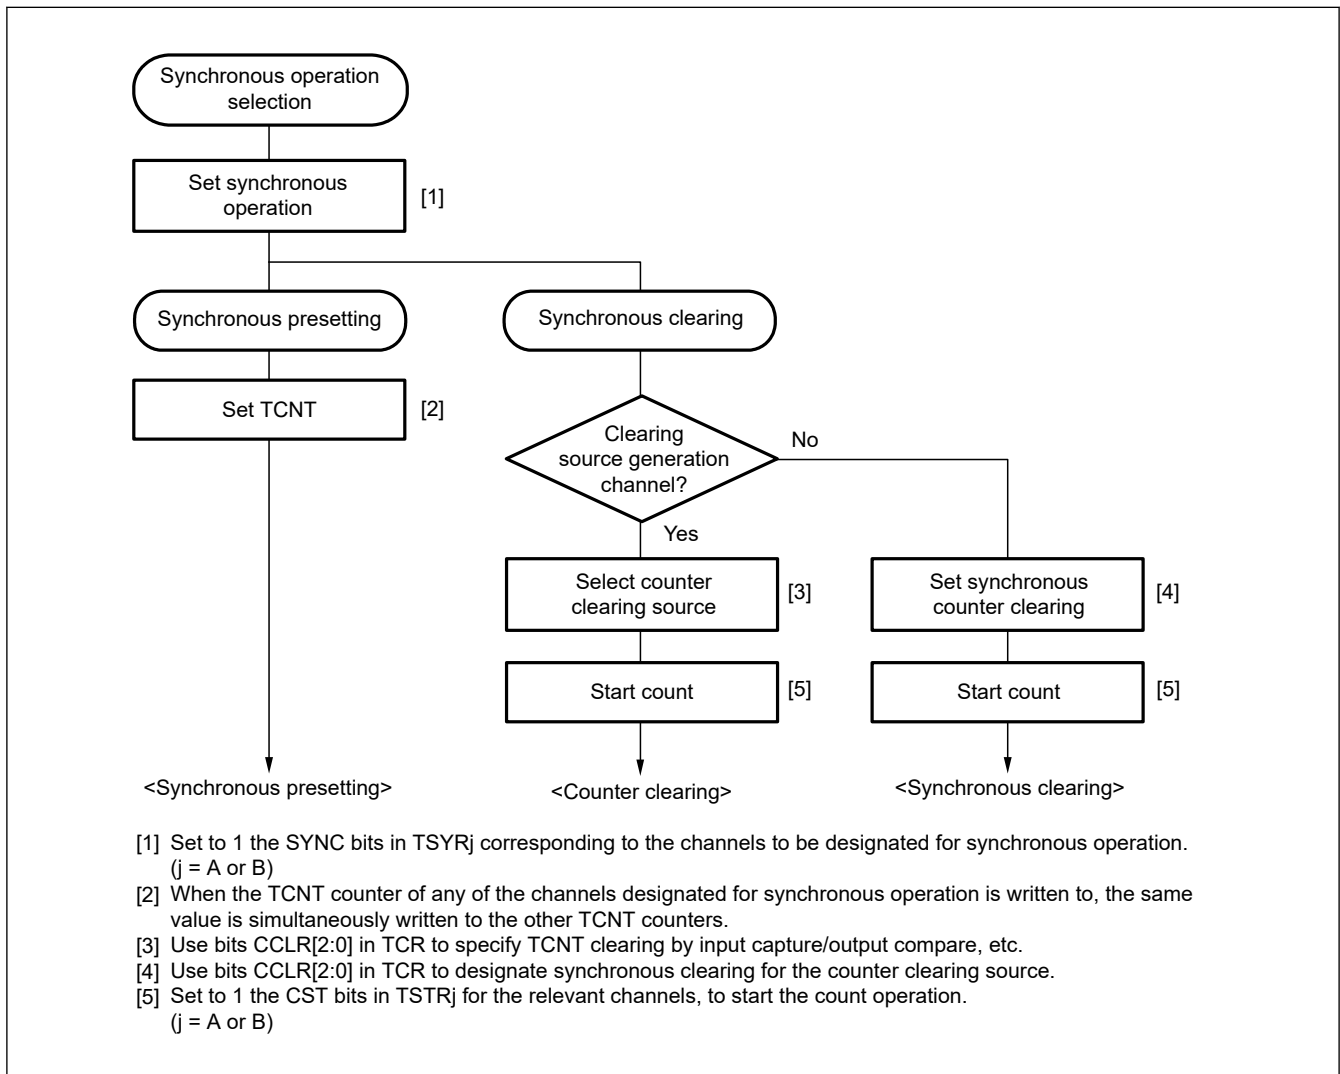 Synchronous operation
selection
Set synchronous
operation
[1]
Synchronous presetting
Synchronous clearing
Set TCNT
[2]
Clearing
source generation
channel?
No
Yes
Select counter
clearing source
[3]
Set synchronous
counter clearing
[4]
Start count
[5]
Start count
[5]
<Synchronous presetting>
<Counter clearing>
<Synchronous clearing>
[1] Set to 1 the SYNC bits in TSYRj corresponding to the channels to be designated for synchronous operation.
(j = A or B)
[2] When the TCNT counter of any of the channels designated for synchronous operation is written to, the same
value is simultaneously written to the other TCNT counters.
[3] Use bits CCLR[2:0] in TCR to specify TCNT clearing by input capture/output compare, etc.
[4] Use bits CCLR[2:0] in TCR to designate synchronous clearing for the counter clearing source.
[5] Set to 1 the CST bits in TSTRj for the relevant channels, to start the count operation.
(j = A or B)